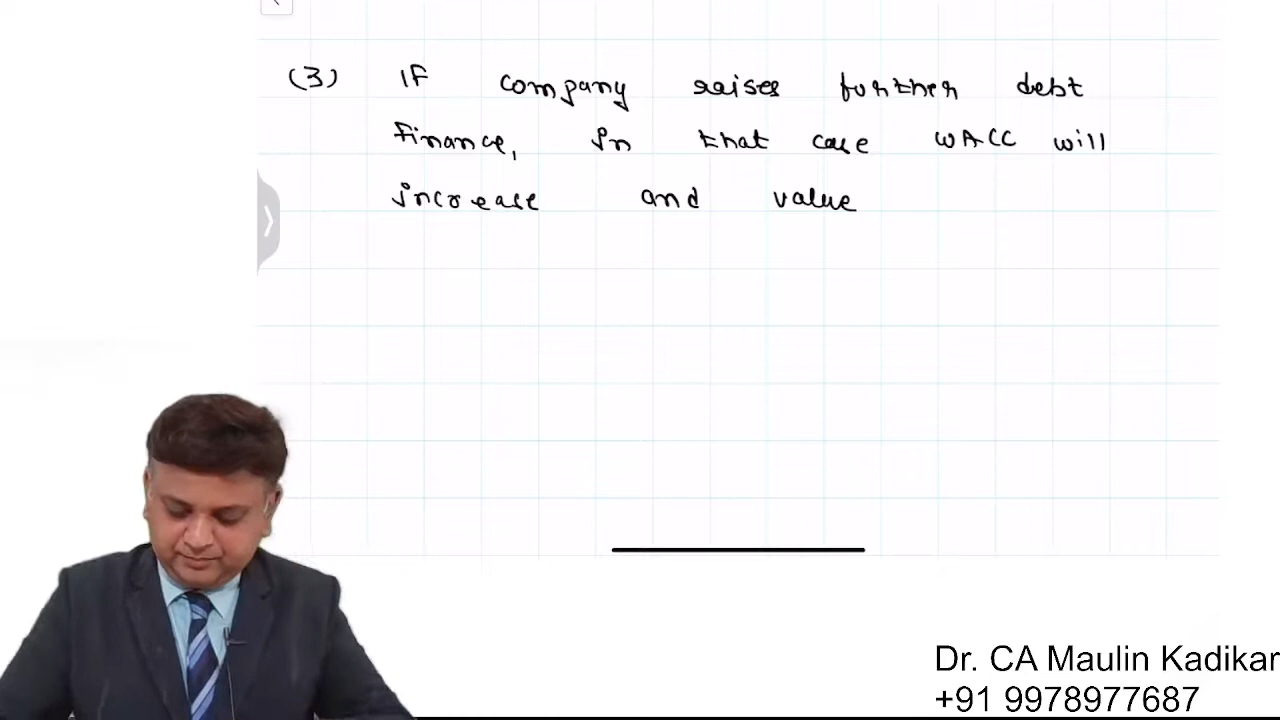 (3) IF company raises further debt
finance, in that case WACC will
increase and value
Dr. CA Maulin Kadikar
+91 9978977687